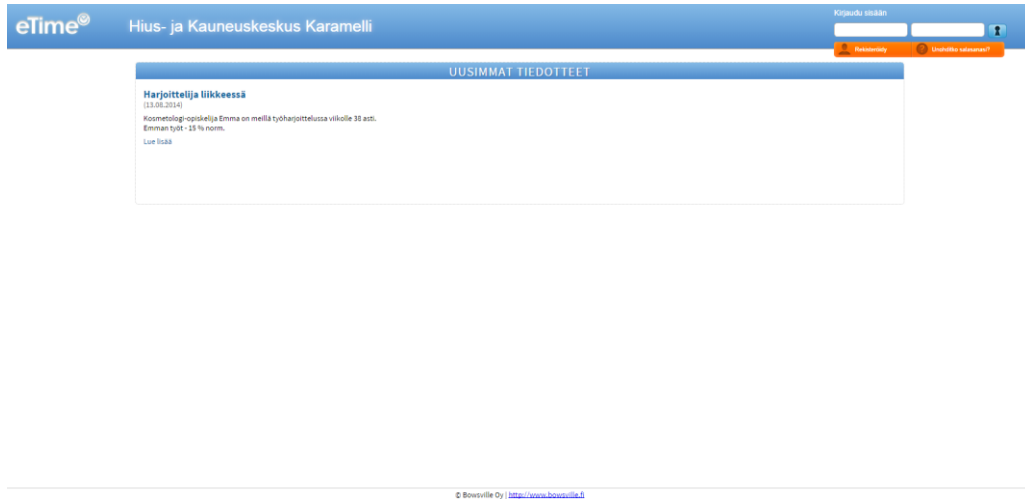 eTime
Hius- ja Kauneuskeskus Karamelli
Kirjaudu sisään
Rekisteröidy
Unohditko salasanasi?
UUSIMMAT TIEDOTTEET
Harjoittelija liikkeessä
(13.08.2014)
Kosmetologi-opiskelija Emma on meillä työharjoittelussa viikolle 38 asti.
Emman työt - 15 % norm.
Lue lisää
© Bowsville Oy | http://www.bowsville.fi